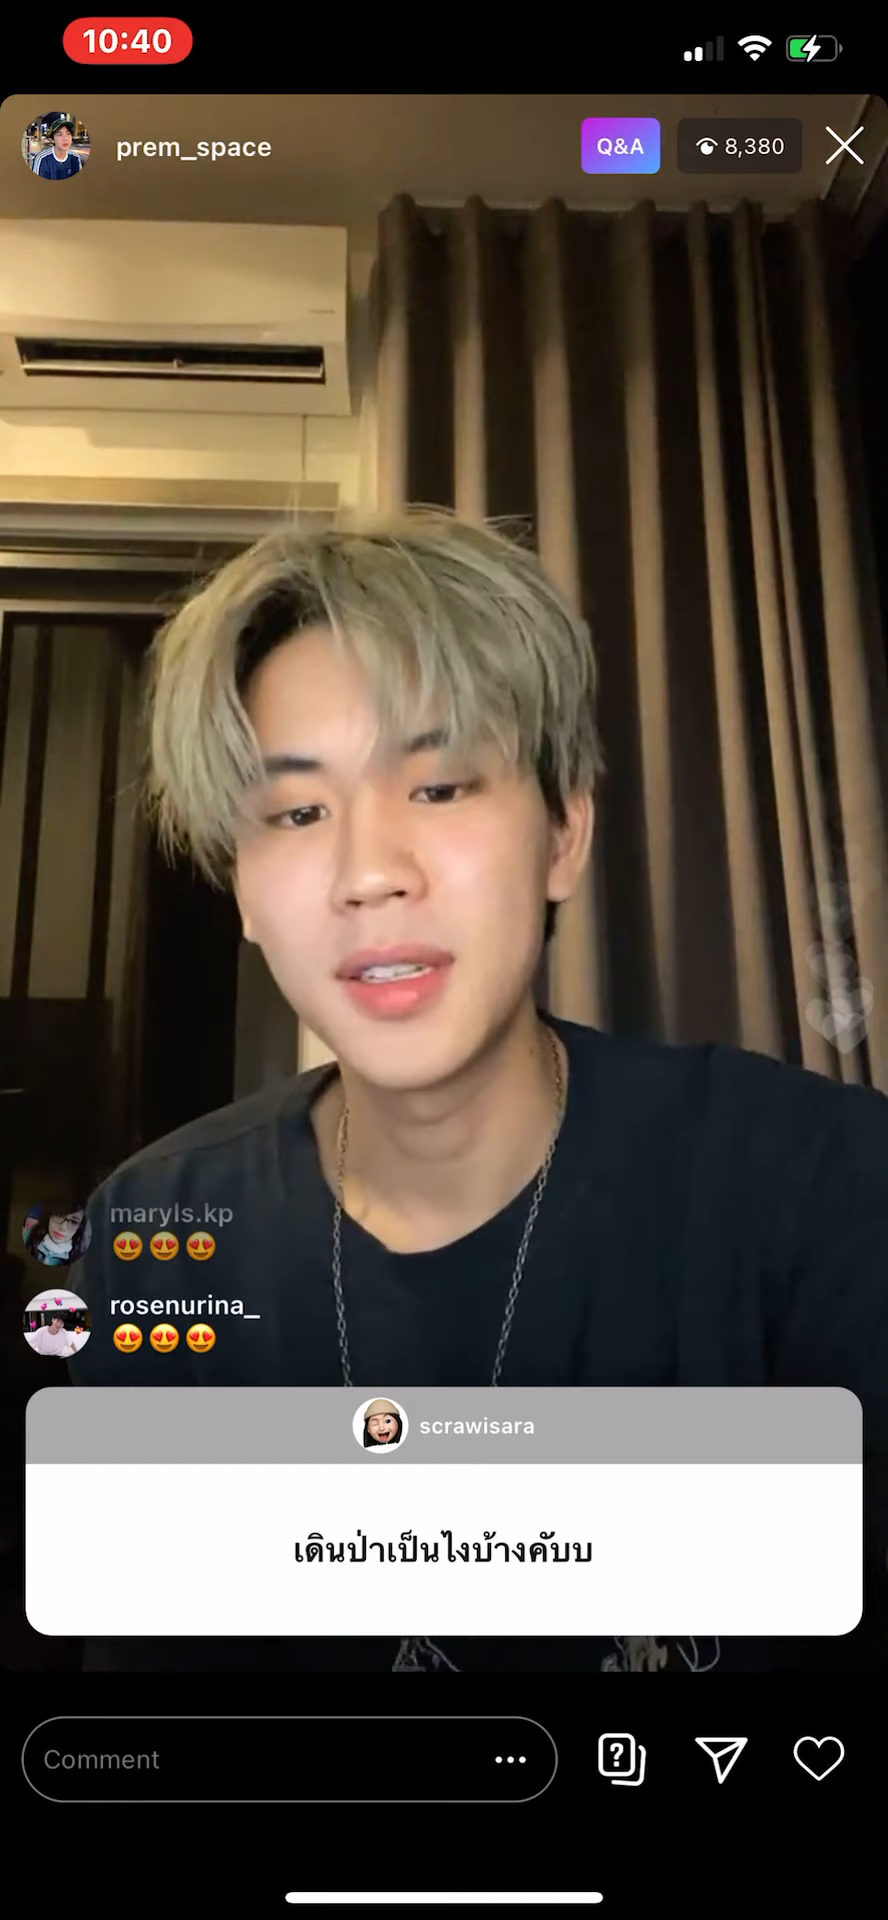 10:40
prem_space
Q&A
8,380
maryls.kp
😍😍😍
rosenurina_
😍😍😍
scrawisara
เดินป่าเป็นไงบ้างคับบ
Comment